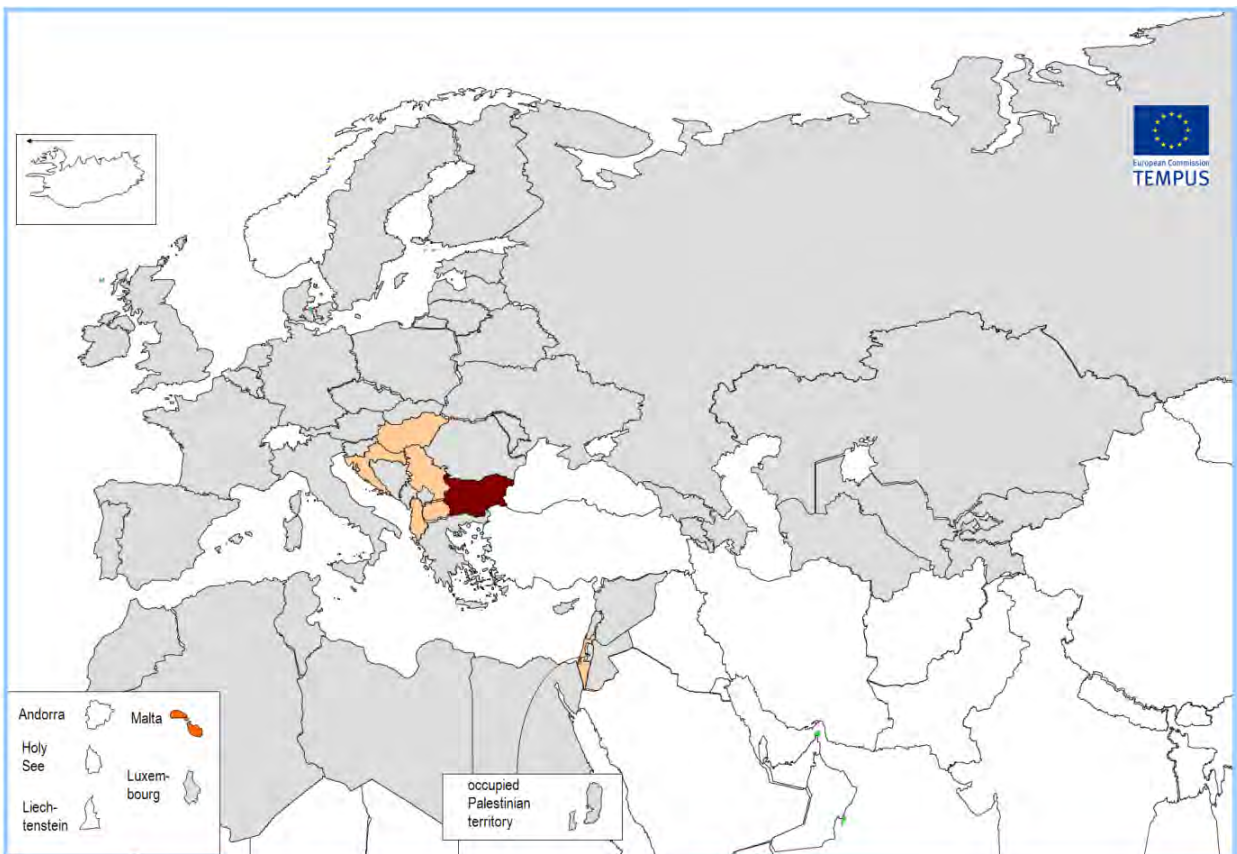 European Commission
TEMPUS
Andorra
Malta
Holy
See
Luxem-
bourg
Liech-
tenstein
occupied
Palestinian
territory